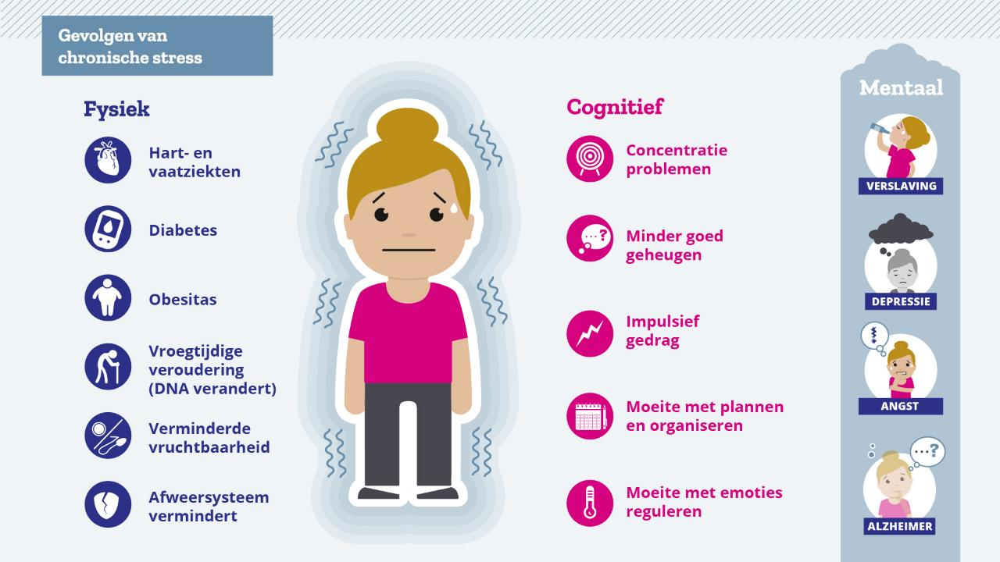 Gevolgen van
chronische stress
Fysiek
Hart- en
vaatziekten
Diabetes
Obesitas
Vroegtijdige
veroudering
(DNA verandert)
Verminderde
vruchtbaarheid
Afweersysteem
vermindert
Cognitief
Concentratie
problemen
...?
Minder goed
geheugen
Impulsief
gedrag
Moeite met plannen
en organiseren
Moeite met emoties
reguleren
Mentaal
VERSLAVING
DEPRESSIE
ANGST
...?
ALZHEIMER